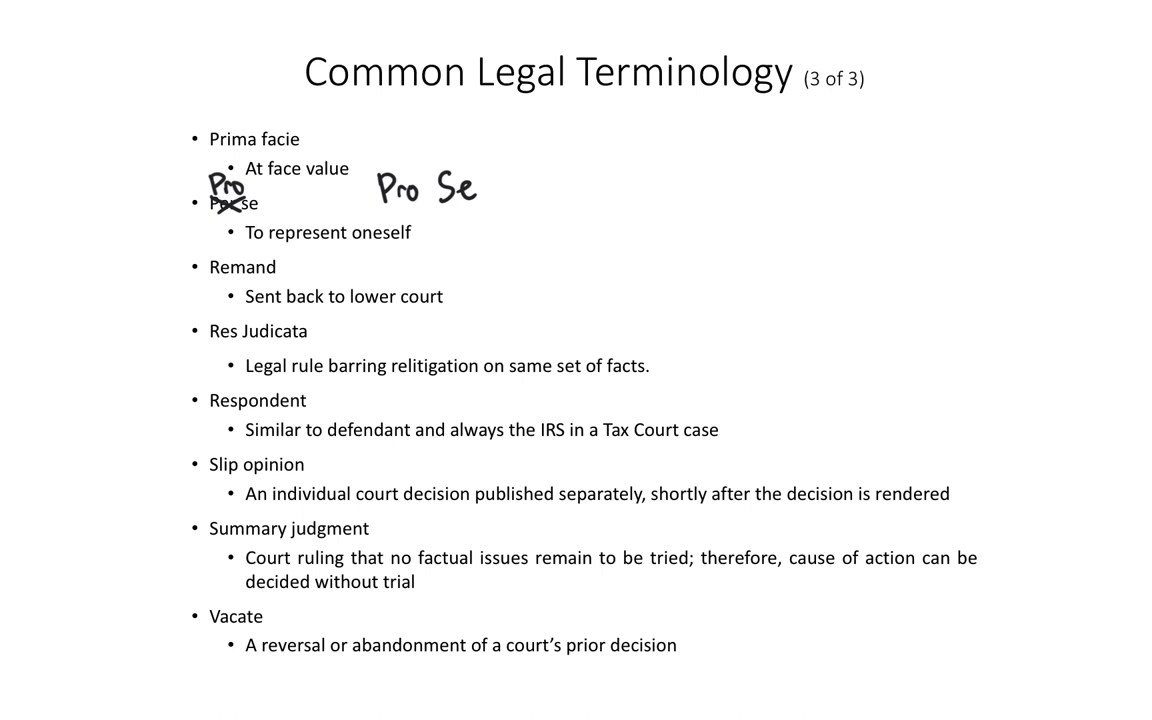 Common Legal Terminology (3 of 3)
• Prima facie
• At face value
Pro
Pro Se
• Per se
• To represent oneself
• Remand
• Sent back to lower court
• Res Judicata
• Legal rule barring relitigation on same set of facts.
• Respondent
• Similar to defendant and always the IRS in a Tax Court case
• Slip opinion
• An individual court decision published separately, shortly after the decision is rendered
• Summary judgment
• Court ruling that no factual issues remain to be tried; therefore, cause of action can be
decided without trial
• Vacate
• A reversal or abandonment of a court’s prior decision